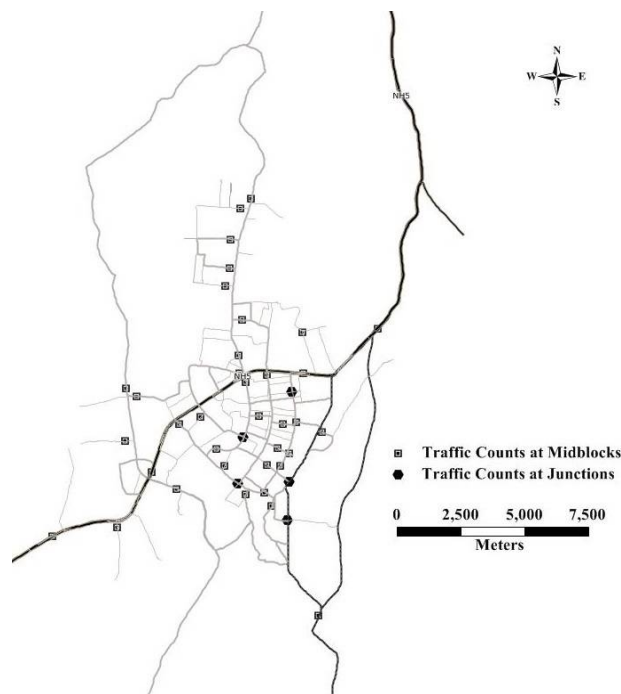 N
NH5
W E
S
NH5
Traffic Counts at Midblocks
Traffic Counts at Junctions
0 2,500 5,000 7,500
Meters